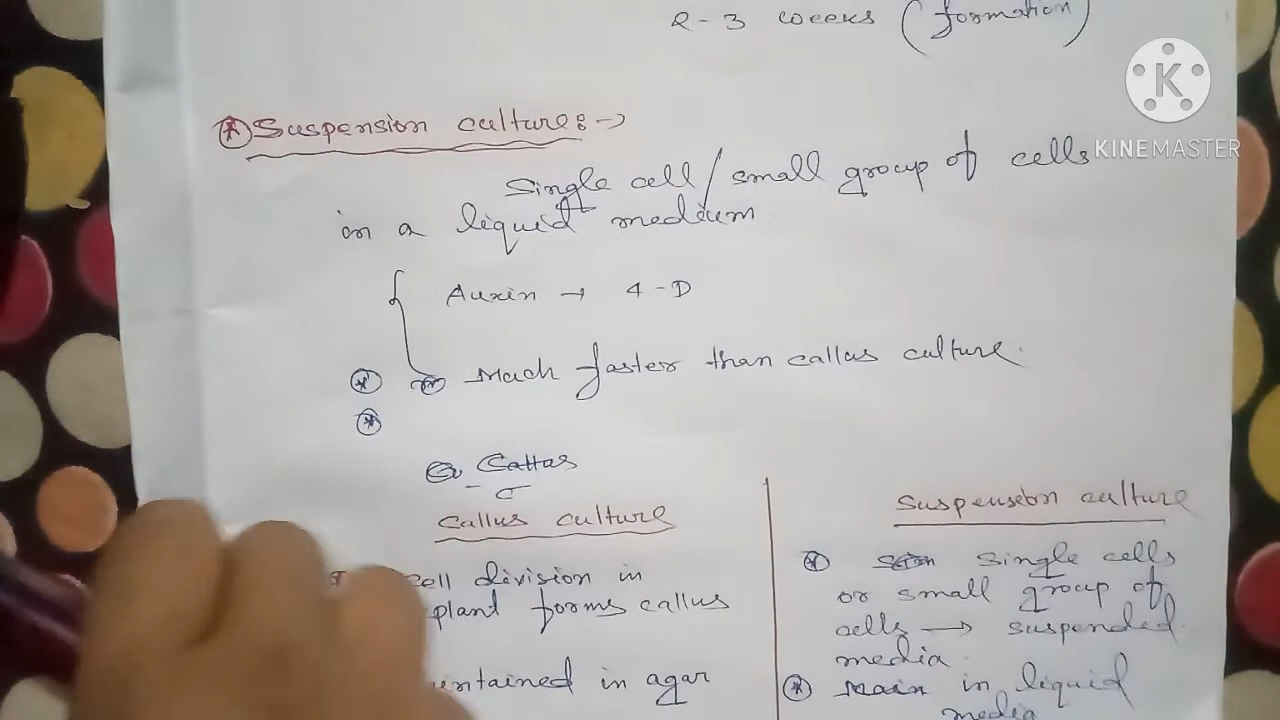 2-3 weeks (formation)
K
KINEMASTER
Suspension culture:→
Single cell/small group of cells
in a liquid medium
Auxin → 4-D
Much faster than callus culture.
Callus culture
cell division in
plant forms callus
in agar
Suspension culture
single cells
or small group of
cells → suspended
media.
Main in liquid
media